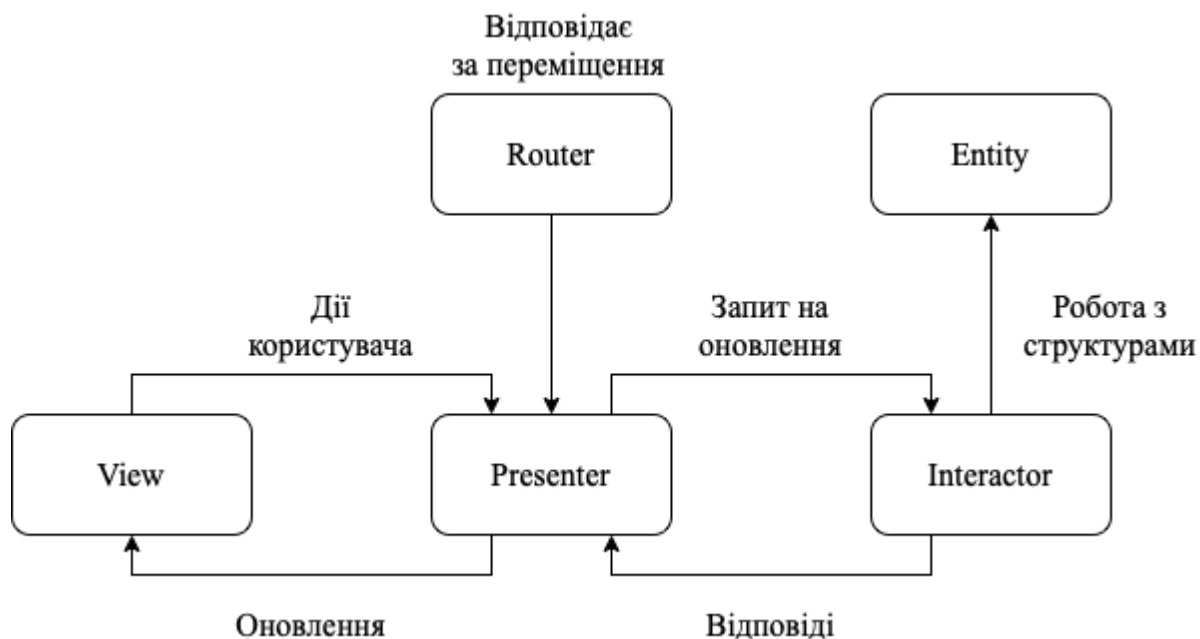 Відповідає
за переміщення
Router
Entity
Дії
користувача
Запит на
оновлення
Робота з
структурами
View
Presenter
Interactor
Оновлення
Відповіді